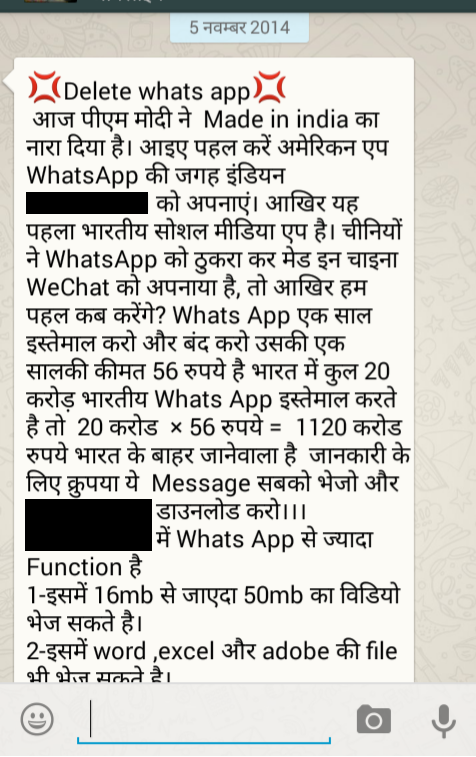 5 नवम्बर 2014
💢Delete whats app💢
आज पीएम मोदी ने Made in india का
नारा दिया है। आइए पहल करें अमेरिकन एप
WhatsApp की जगह इंडियन
को अपनाएं। आखिर यह
पहला भारतीय सोशल मीडिया एप है। चीनियों
ने WhatsApp को ठुकरा कर मेड इन चाइना
WeChat को अपनाया है, तो आखिर हम
पहल कब करेंगे? Whats App एक साल
इस्तेमाल करो और बंद करो उसकी एक
सालकी कीमत 56 रुपये है भारत में कुल 20
करोड़ भारतीय Whats App इस्तेमाल करते
है तो 20 करोड × 56 रुपये = 1120 करोड
रुपये भारत के बाहर जानेवाला है जानकारी के
लिए क्रुपया ये Message सबको भेजो और
डाउनलोड करो।।।
में Whats App से ज्यादा
Function है
1-इसमें 16mb से जाएदा 50mb का विडियो
भेज सकते है।
2-इसमें word ,excel और adobe की file
भी भेज सकते है।